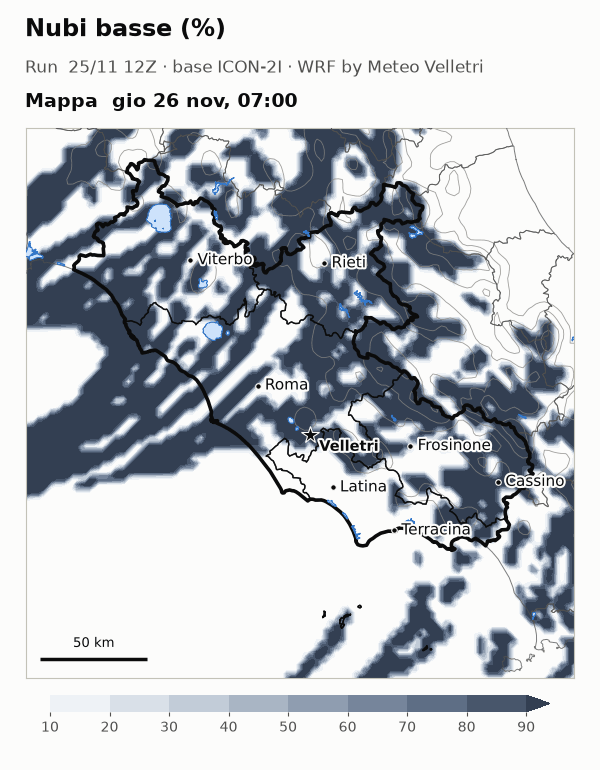 Nubi basse (%)
Run  25/11 12Z · base ICON-2I · WRF by Meteo Velletri
Mappa  gio 26 nov, 07:00
Viterbo
Rieti
Roma
Velletri
Frosinone
Latina
Cassino
Terracina
50 km
10 20 30 40 50 60 70 80 90